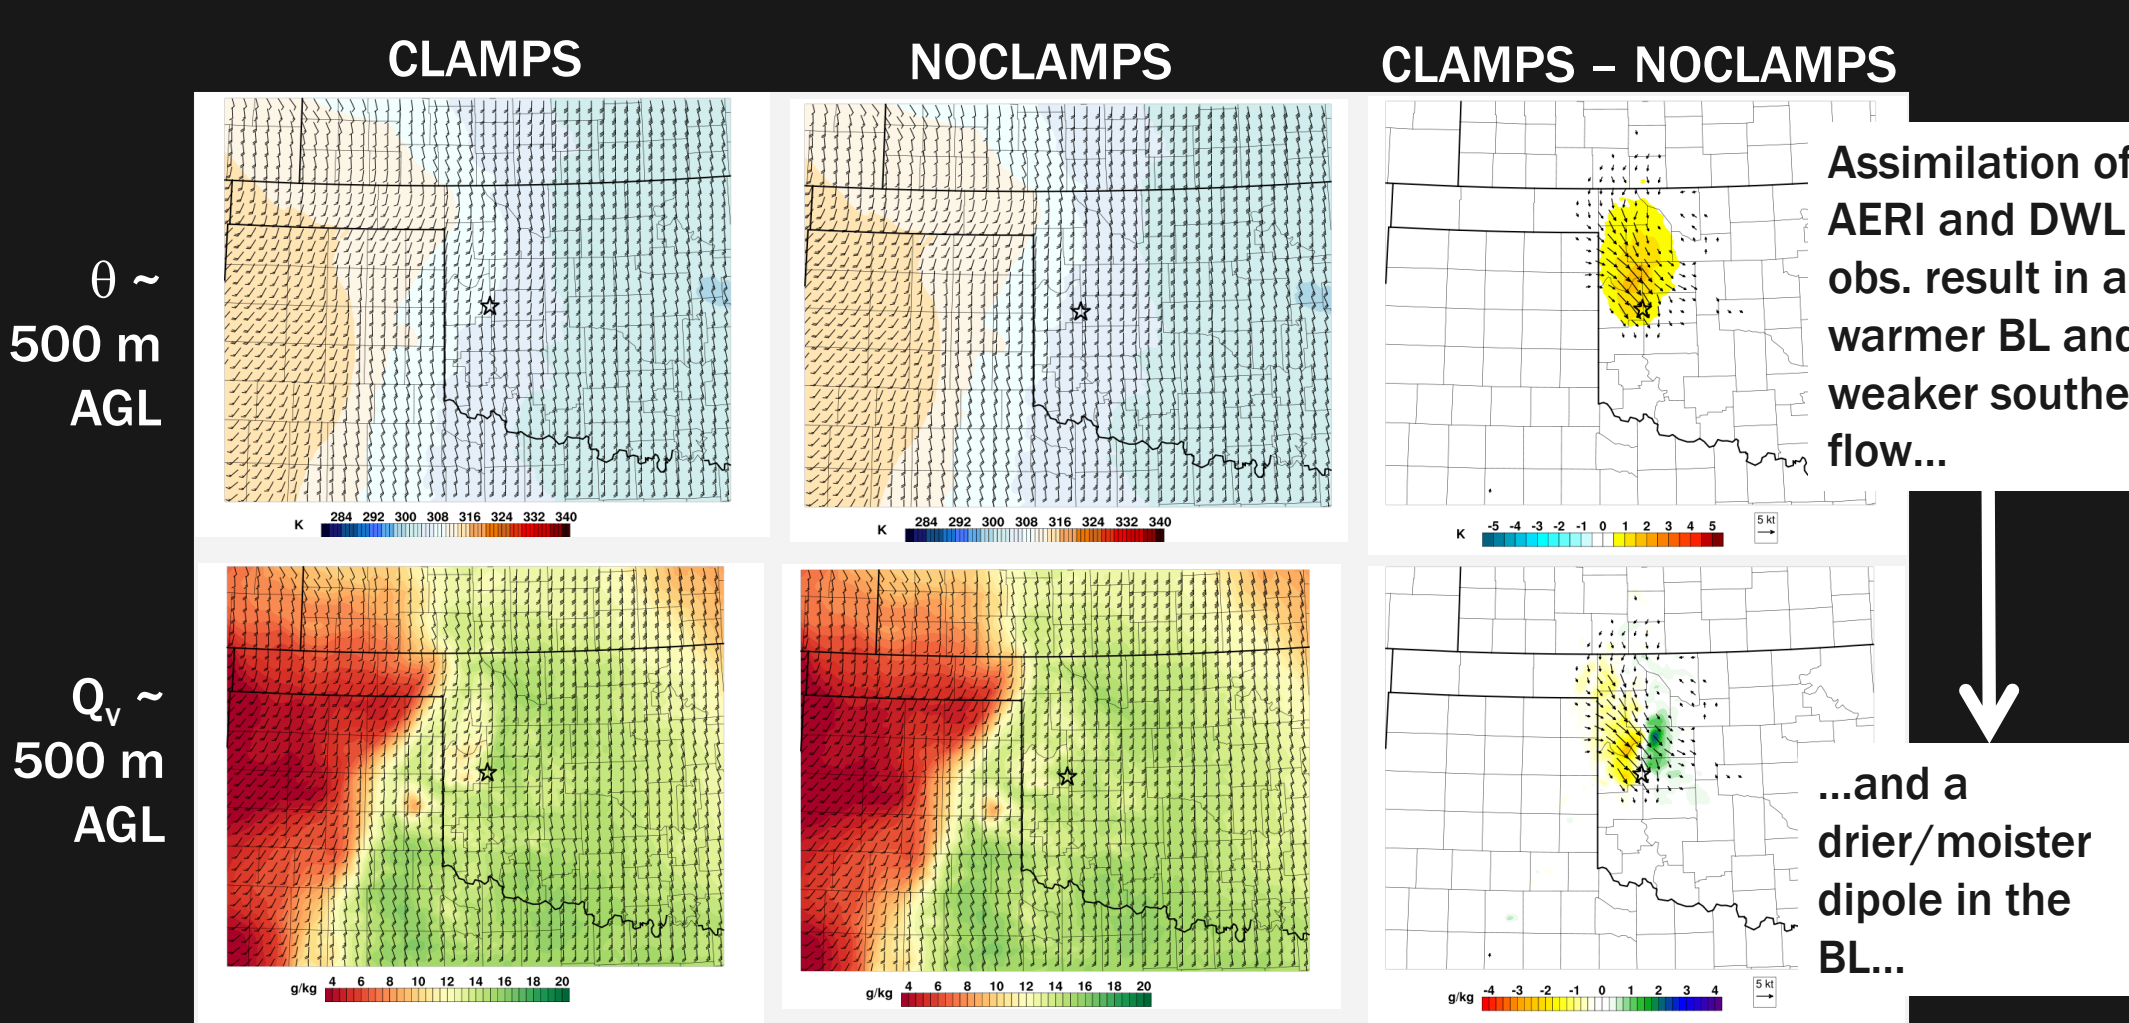 CLAMPS
NOCLAMPS
CLAMPS – NOCLAMPS
θ ~
500 m
AGL
K
284 292 300 308 316 324 332 340
K
284 292 300 308 316 324 332 340
K
-5 -4 -3 -2 -1 0 1 2 3 4 5
5 kt
Assimilation of
AERI and DWL
obs. result in a
warmer BL and
weaker southe
flow...
Qv ~
500 m
AGL
g/kg
4 6 8 10 12 14 16 18 20
g/kg
4 6 8 10 12 14 16 18 20
g/kg
-4 -3 -2 -1 0 1 2 3 4
5 kt
...and a
drier/moister
dipole in the
BL...